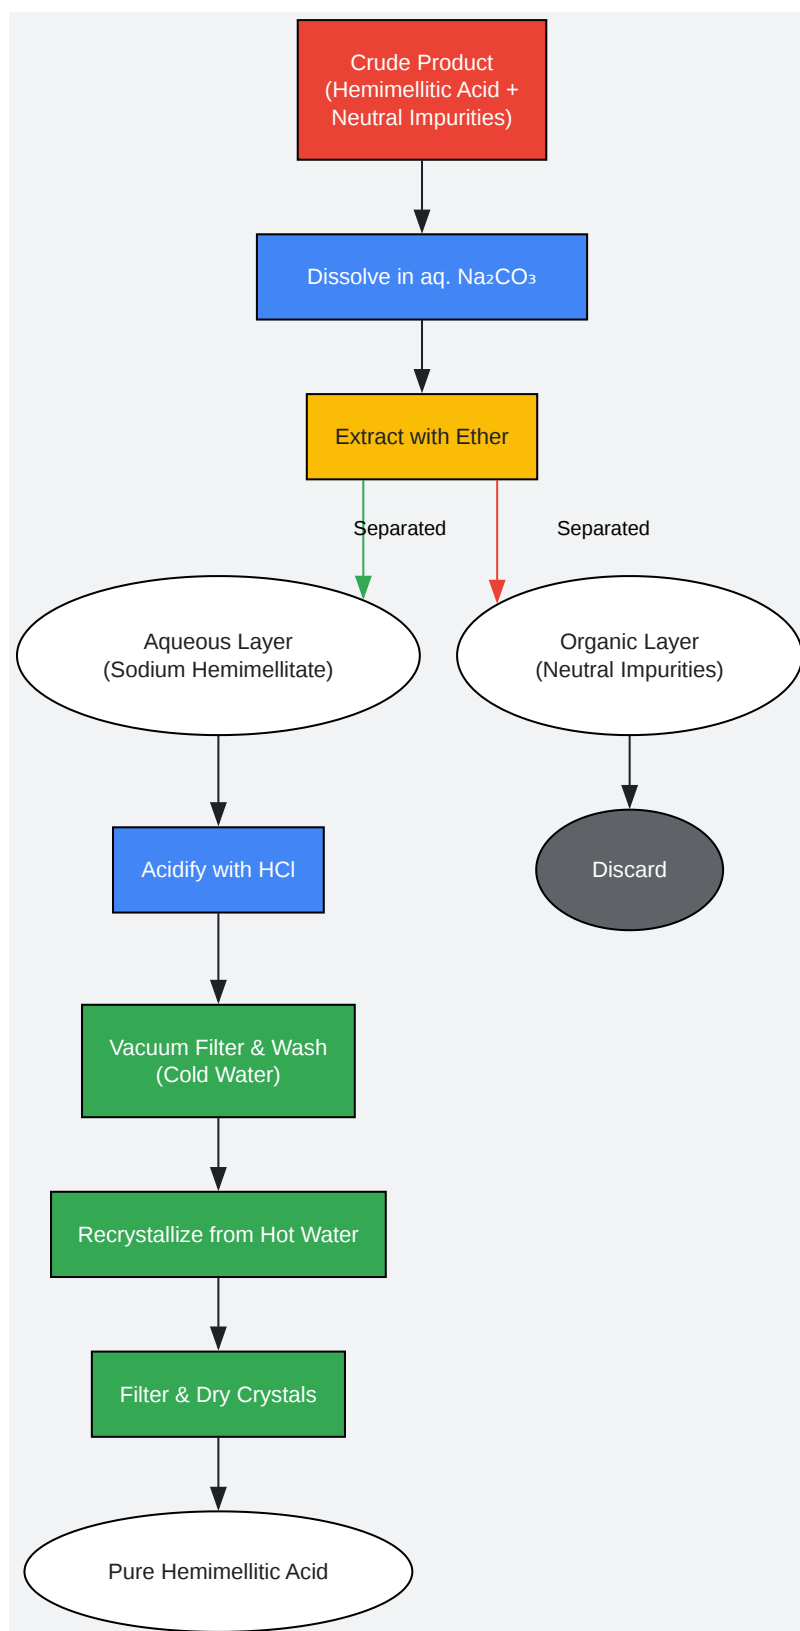 Crude Product
(Hemimellitic Acid +
Neutral Impurities)
Dissolve in aq. Na₂CO₃
Extract with Ether
Separated
Separated
Aqueous Layer
(Sodium Hemimellitate)
Organic Layer
(Neutral Impurities)
Acidify with HCl
Discard
Vacuum Filter & Wash
(Cold Water)
Recrystallize from Hot Water
Filter & Dry Crystals
Pure Hemimellitic Acid